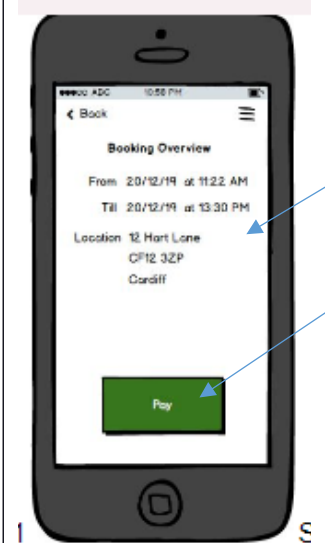 ABC 10:58 PM
Back
Booking Overview
From 20/12/19 at 11:22 AM
Till 20/12/19 at 13:30 PM
Location 12 Hart Lane
CF12 3ZP
Cardiff
Pay
1 S